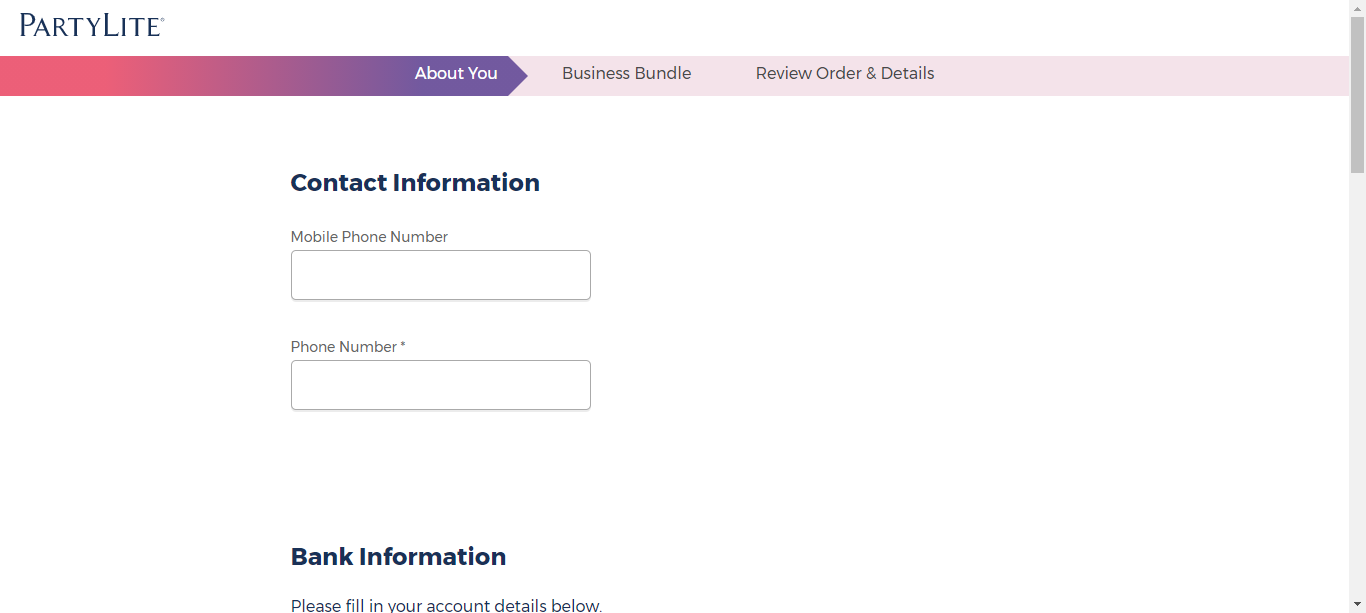 PARTYLITE®
About You
Business Bundle
Review Order & Details
Contact Information
Mobile Phone Number
Phone Number *
Bank Information
Please fill in your account details below.